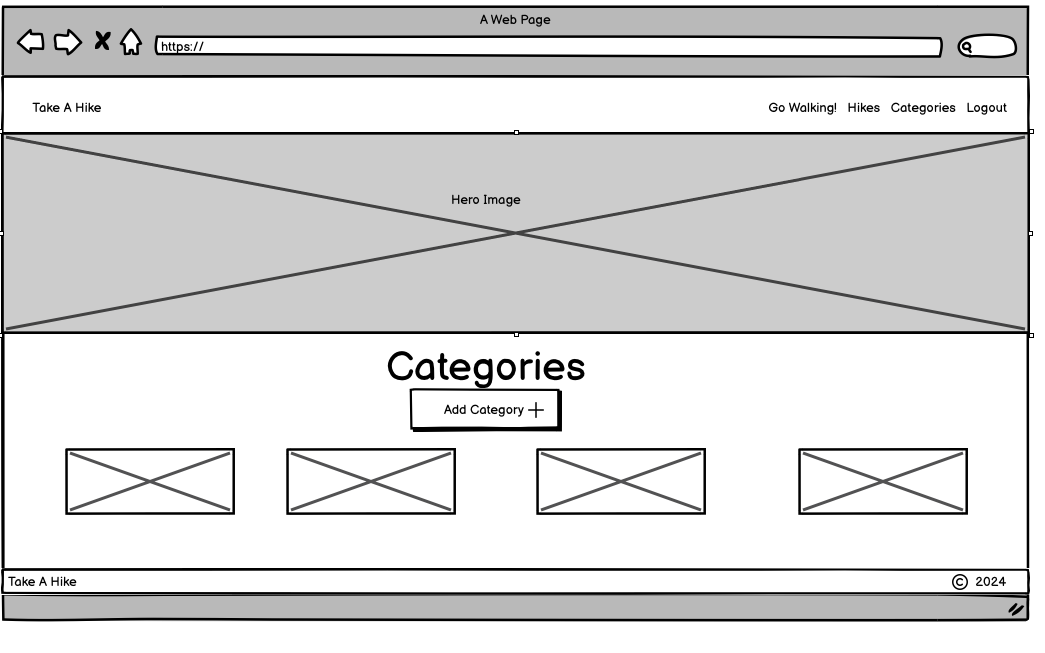 A Web Page
https://
Take A Hike
Go Walking! Hikes Categories Logout
Hero Image
Categories
Add Category
Take A Hike
© 2024